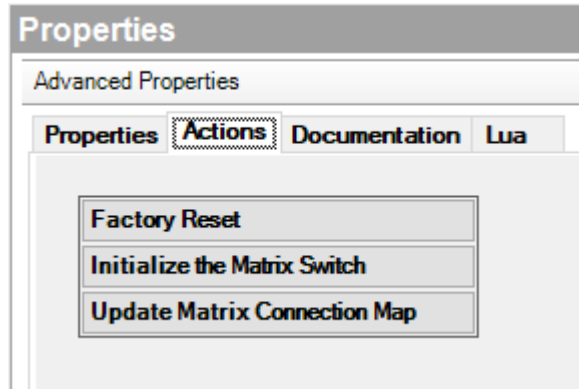 Properties
Advanced Properties
Properties Actions Documentation Lua
Factory Reset
Initialize the Matrix Switch
Update Matrix Connection Map